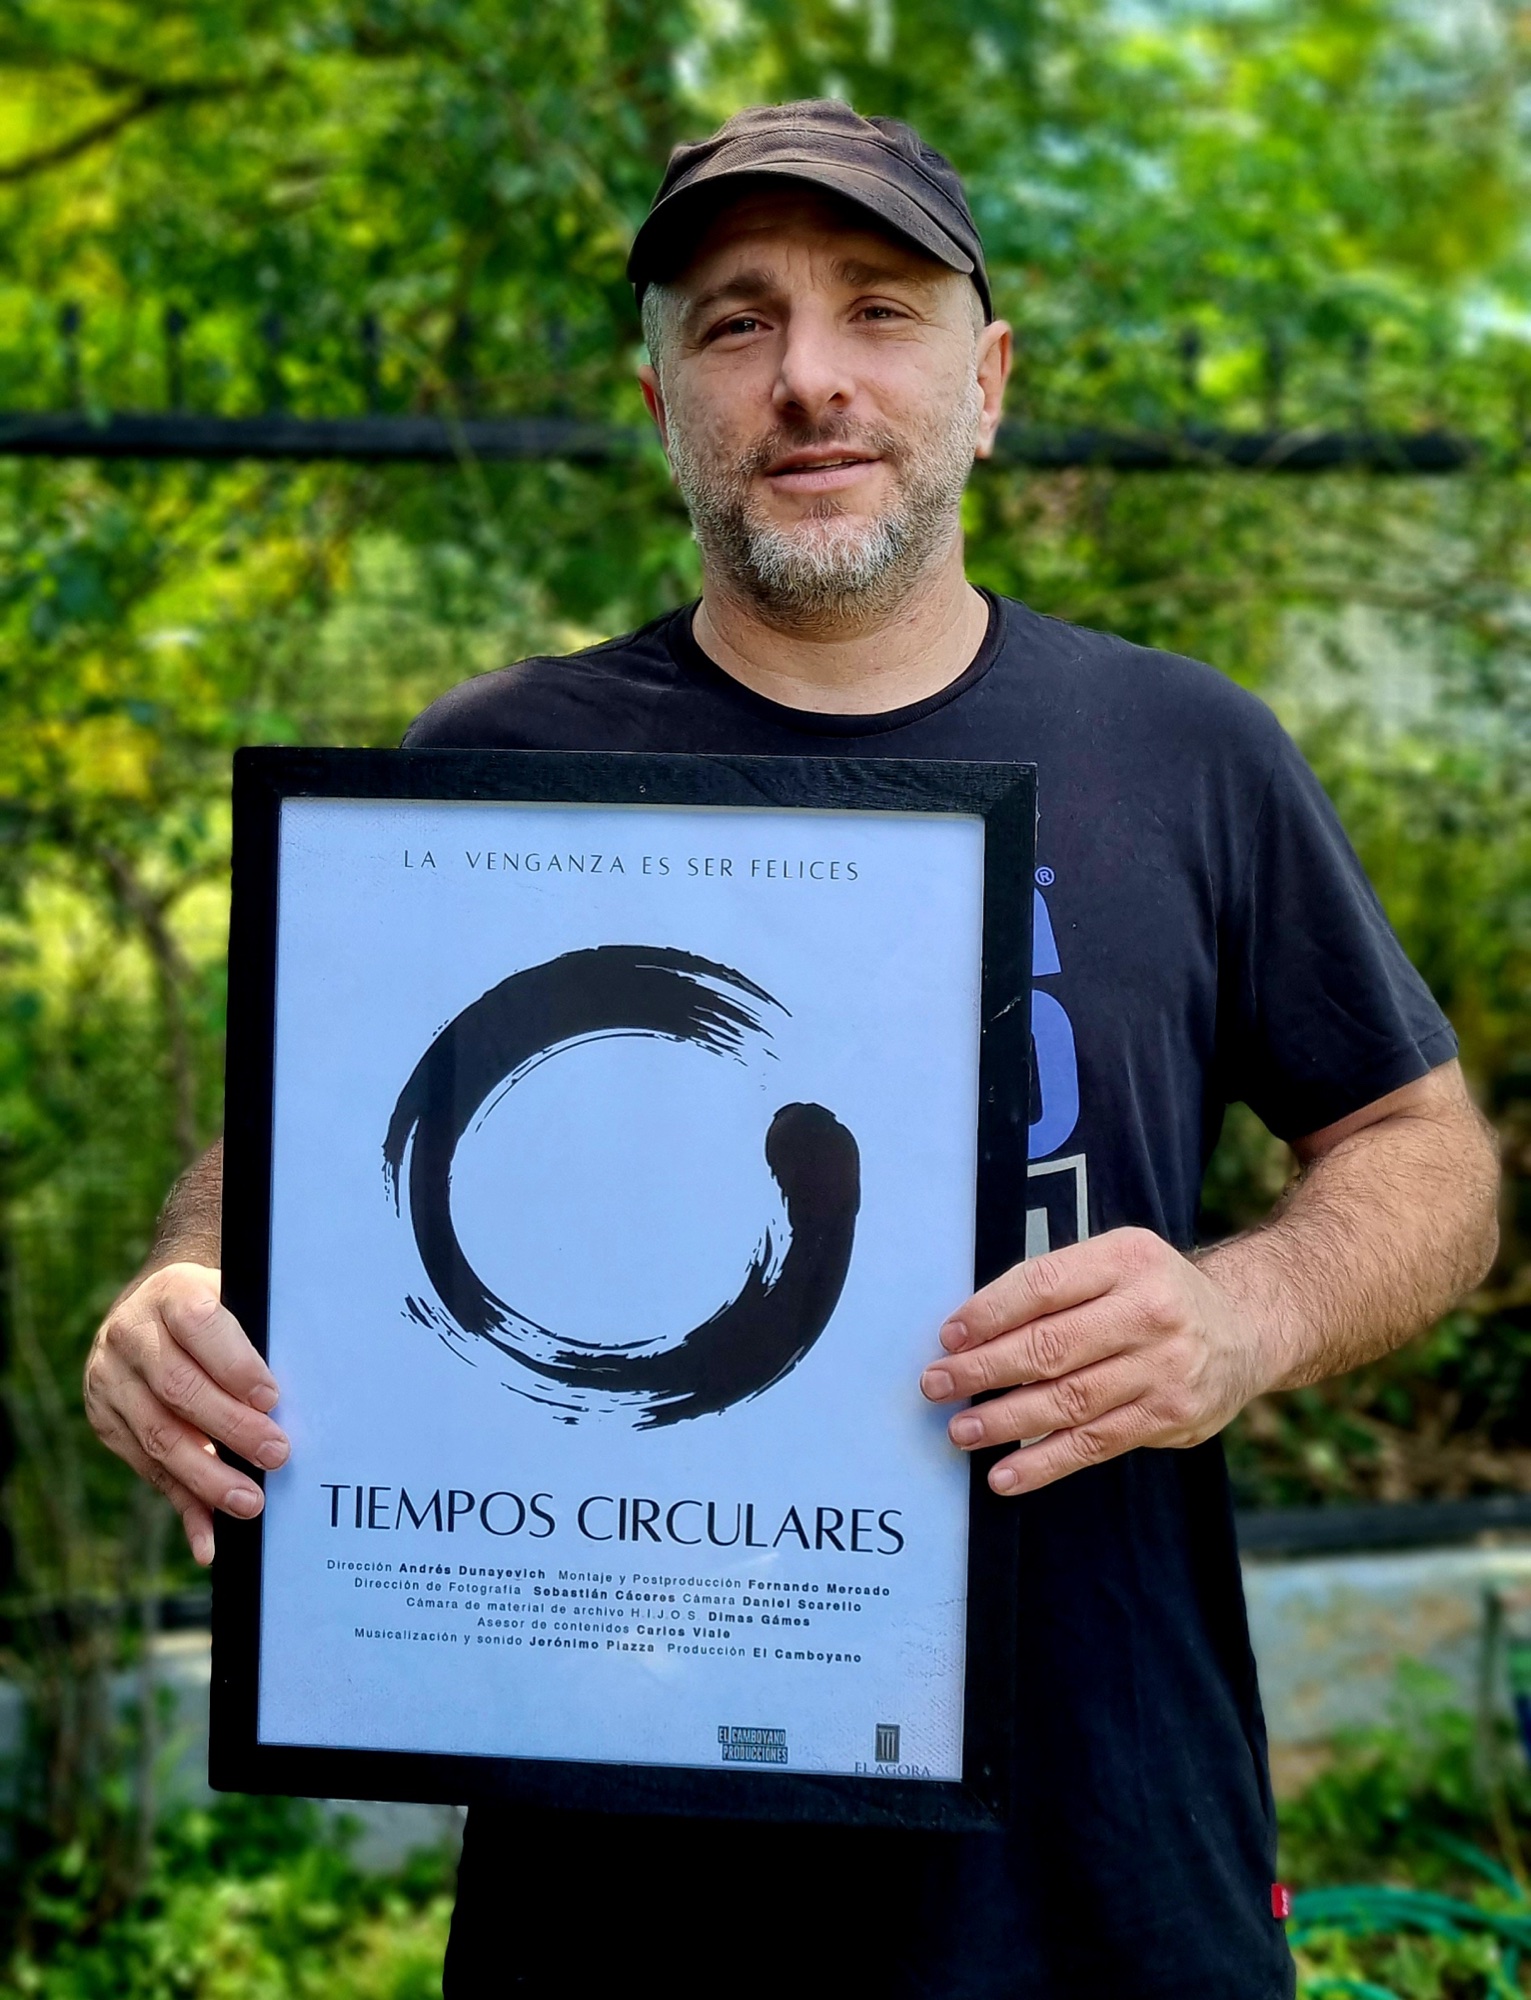 LA VENGANZA ES SER FELICES
®
TIEMPOS CIRCULARES
Dirección Andrés Dunayevich Montaje y Postproducción Fernando Mercado
Dirección de Fotografía Sebastián Cáceres Cámara Daniel Scarello
Cámara de material de archivo H.I.J.O.S Dimas Gámes
Asesor de contenidos Carlos Viale
Musicalización y sonido Jerónimo Piazza Producción El Camboyano
EL CAMBOYANO
PRODUCCIONES
EL AGORA